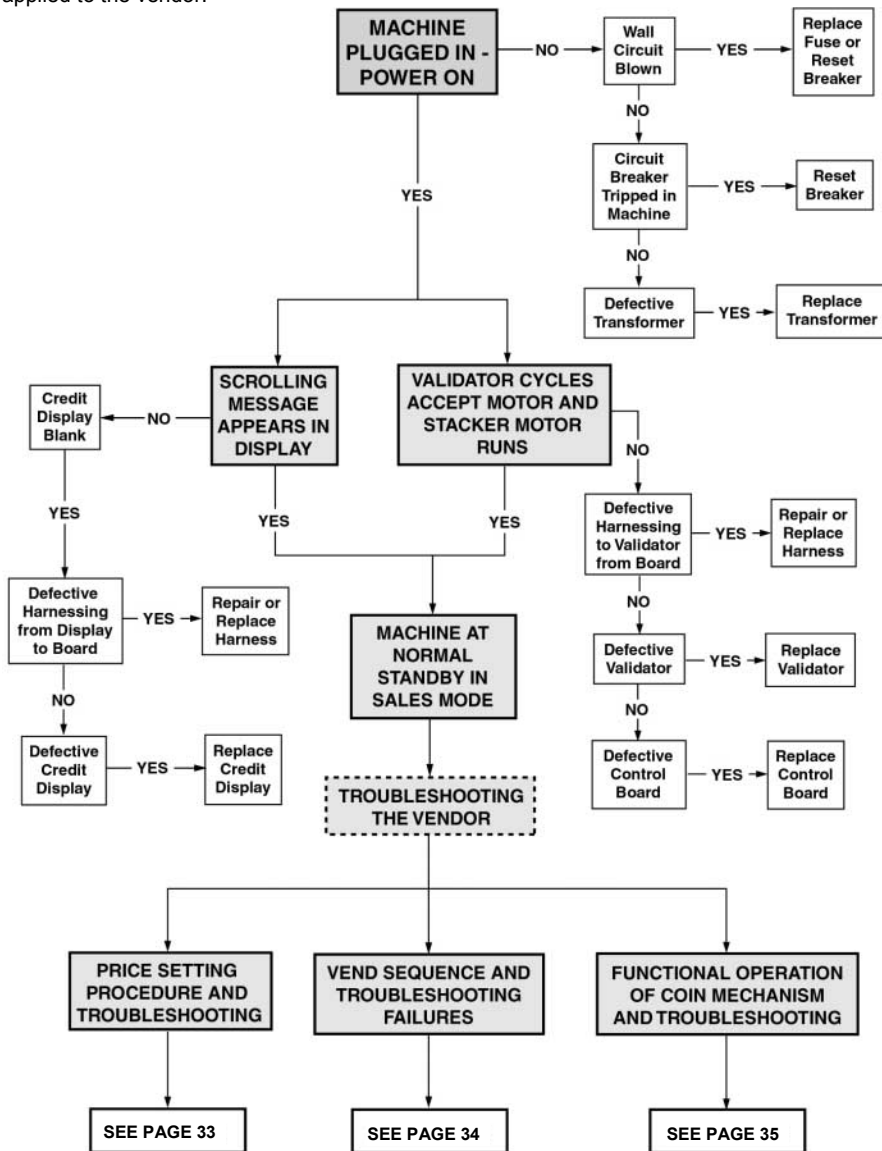 applied to the vendor.
MACHINE
PLUGGED IN -
POWER ON
NO
Wall
Circuit
Blown
YES
Replace
Fuse or
Reset
Breaker
NO
Circuit
Breaker
Tripped in
Machine
YES
Reset
Breaker
NO
Defective
Transformer
YES
Replace
Transformer
YES
SCROLLING
MESSAGE
APPEARS IN
DISPLAY
NO
Credit
Display
Blank
YES
Defective
Harnessing
from Display
to Board
YES
Repair or
Replace
Harness
NO
Defective
Credit
Display
YES
Replace
Credit
Display
YES
VALIDATOR CYCLES
ACCEPT MOTOR AND
STACKER MOTOR
RUNS
NO
Defective
Harnessing
to Validator
from Board
YES
Repair or
Replace
Harness
NO
Defective
Validator
YES
Replace
Validator
NO
Defective
Control
Board
YES
Replace
Control
Board
YES
MACHINE AT
NORMAL
STANDBY IN
SALES MODE
TROUBLESHOOTING
THE VENDOR
PRICE SETTING
PROCEDURE AND
TROUBLESHOOTING
SEE PAGE 33
VEND SEQUENCE AND
TROUBLESHOOTING
FAILURES
SEE PAGE 34
FUNCTIONAL OPERATION
OF COIN MECHANISM
AND TROUBLESHOOTING
SEE PAGE 35